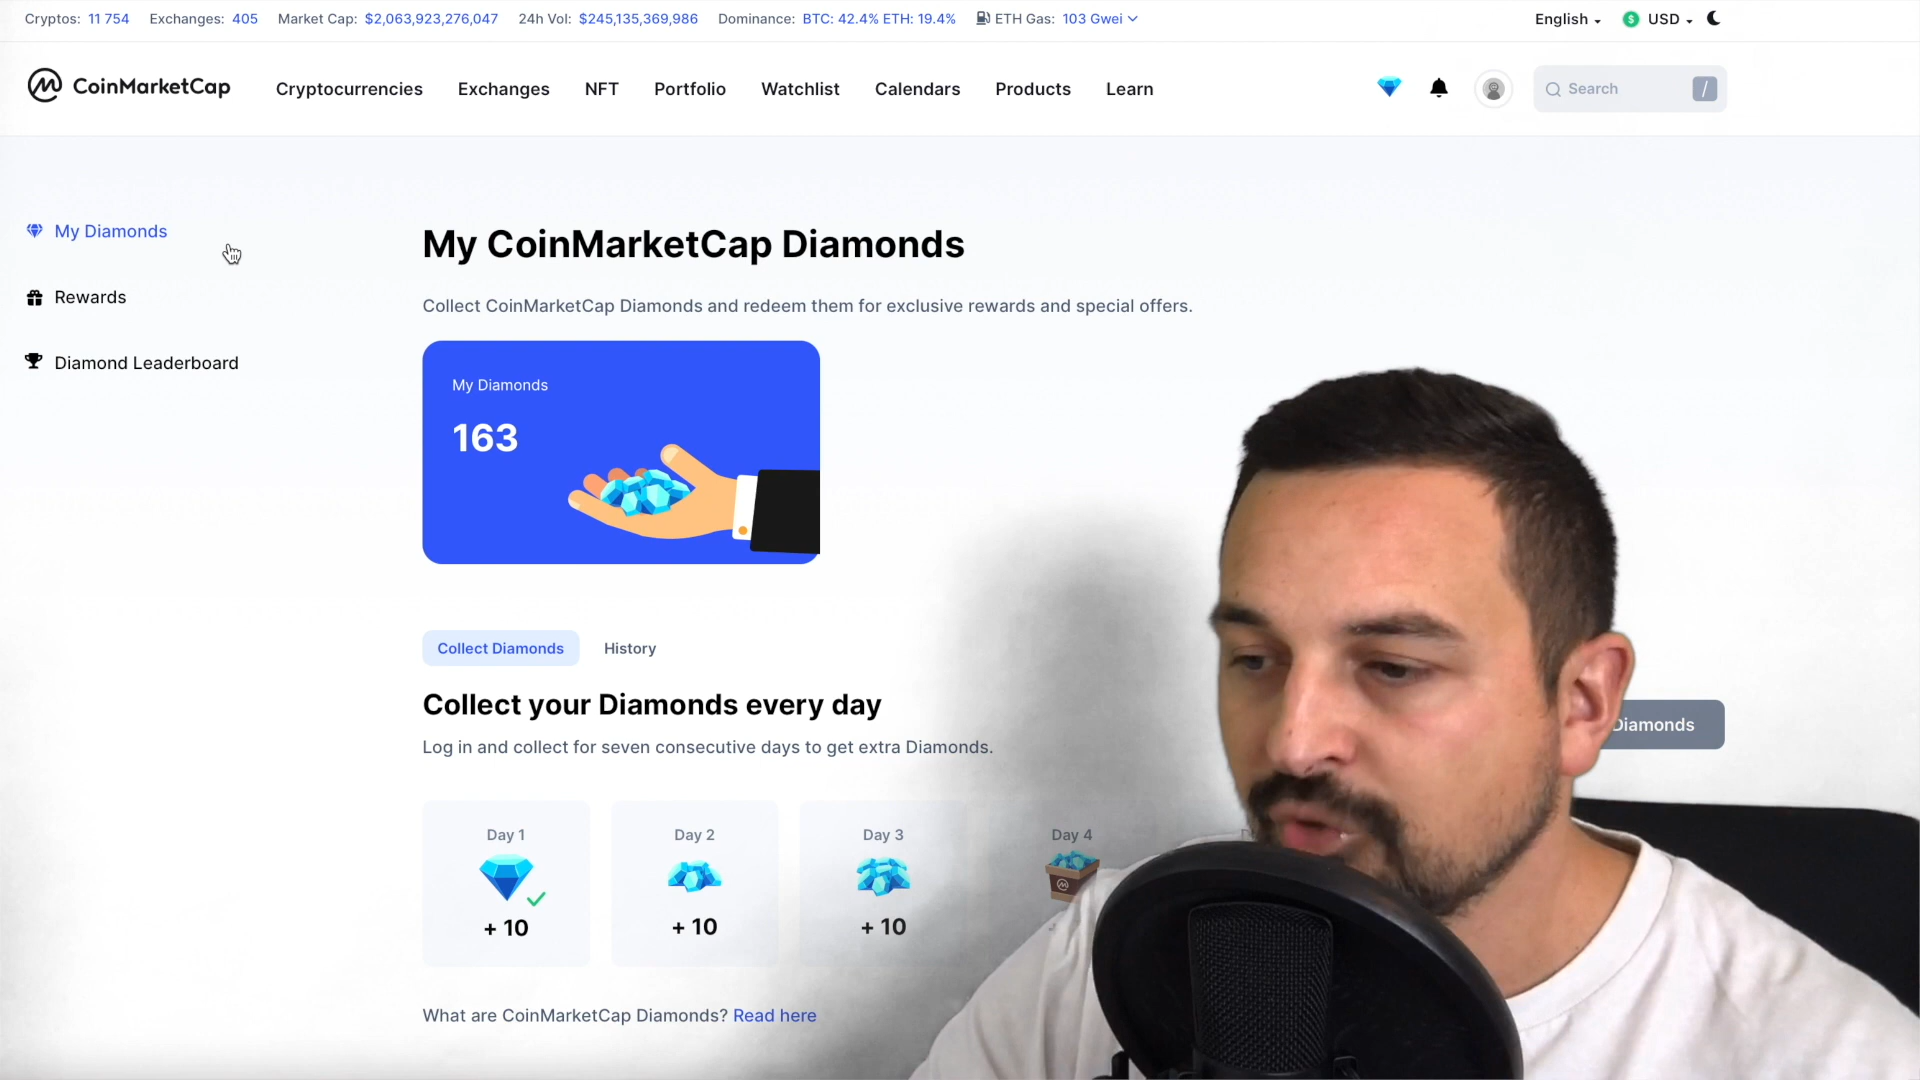 Cryptos: 11 754 Exchanges: 405 Market Cap: $2,063,923,276,047 24h Vol: $245,135,369,986 Dominance: BTC: 42.4% ETH: 19.4% ETH Gas: 103 Gwei English USD
CoinMarketCap Cryptocurrencies Exchanges NFT Portfolio Watchlist Calendars Products Learn Search /
My Diamonds
Rewards
Diamond Leaderboard
My CoinMarketCap Diamonds
Collect CoinMarketCap Diamonds and redeem them for exclusive rewards and special offers.
My Diamonds
163
Collect Diamonds History
Collect your Diamonds every day
Log in and collect for seven consecutive days to get extra Diamonds.
Diamonds
Day 1 Day 2 Day 3 Day 4
+ 10 + 10 + 10
What are CoinMarketCap Diamonds? Read here